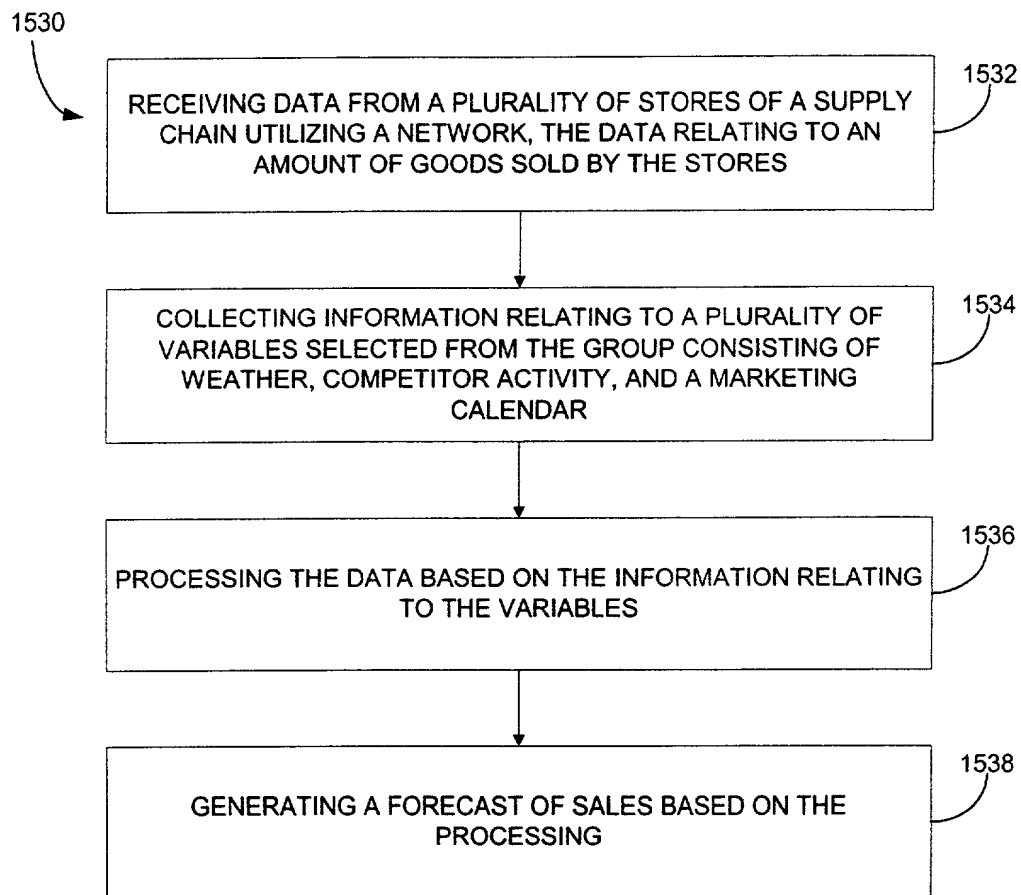 1530
1532
RECEIVING DATA FROM A PLURALITY OF STORES OF A SUPPLY
CHAIN UTILIZING A NETWORK, THE DATA RELATING TO AN
AMOUNT OF GOODS SOLD BY THE STORES
1534
COLLECTING INFORMATION RELATING TO A PLURALITY OF
VARIABLES SELECTED FROM THE GROUP CONSISTING OF
WEATHER, COMPETITOR ACTIVITY, AND A MARKETING
CALENDAR
1536
PROCESSING THE DATA BASED ON THE INFORMATION RELATING
TO THE VARIABLES
1538
GENERATING A FORECAST OF SALES BASED ON THE
PROCESSING